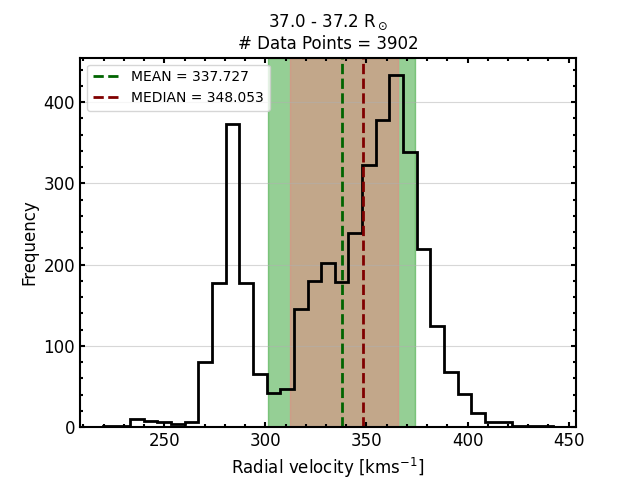 37.0 - 37.2 R⊙
# Data Points = 3902
MEAN = 337.727
MEDIAN = 348.053
Frequency
400
300
200
100
0
250 300 350 400 450
Radial velocity [kms⁻¹]